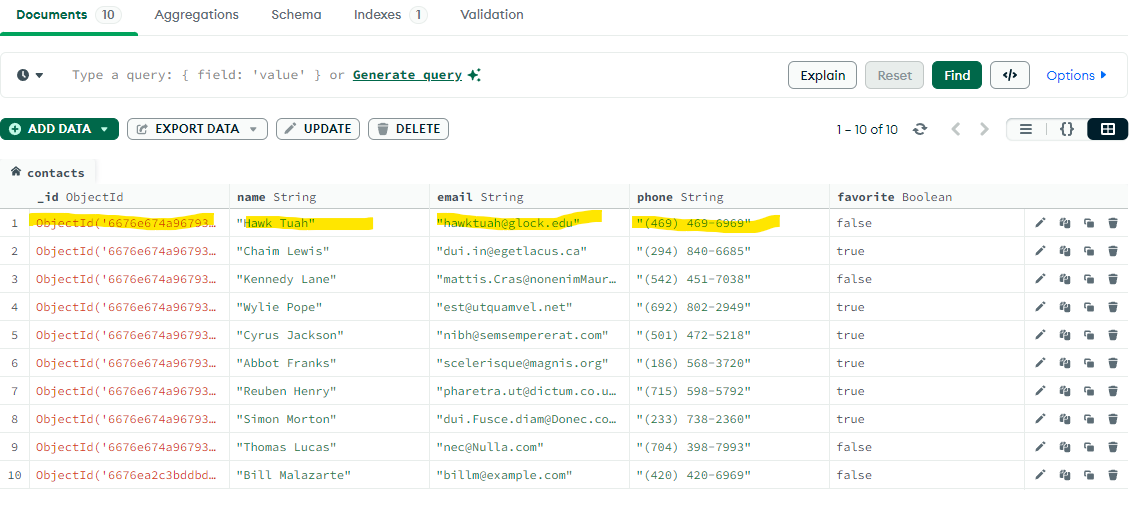 Documents 10 Aggregations Schema Indexes 1 Validation
Type a query: { field: 'value' } or Generate query Explain Reset Find </> Options
ADD DATA EXPORT DATA UPDATE DELETE 1 – 10 of 10 {}
contacts
_id ObjectId name String email String phone String favorite Boolean
1 ObjectId('6676e674a96793… "Hawk Tuah" "hawktuah@glock.edu" "(469) 469-6969" false
2 ObjectId('6676e674a96793… "Chaim Lewis" "dui.in@egetlacus.ca" "(294) 840-6685" true
3 ObjectId('6676e674a96793… "Kennedy Lane" "mattis.Cras@nonenimMaur… "(542) 451-7038" false
4 ObjectId('6676e674a96793… "Wylie Pope" "est@utquamvel.net" "(692) 802-2949" true
5 ObjectId('6676e674a96793… "Cyrus Jackson" "nibh@semsempererat.com" "(501) 472-5218" true
6 ObjectId('6676e674a96793… "Abbot Franks" "scelerisque@magnis.org" "(186) 568-3720" true
7 ObjectId('6676e674a96793… "Reuben Henry" "pharetra.ut@dictum.co.u… "(715) 598-5792" true
8 ObjectId('6676e674a96793… "Simon Morton" "dui.Fusce.diam@Donec.co… "(233) 738-2360" true
9 ObjectId('6676e674a96793… "Thomas Lucas" "nec@Nulla.com" "(704) 398-7993" false
10 ObjectId('6676ea2c3bddbd… "Bill Malazarte" "billm@example.com" "(420) 420-6969" false